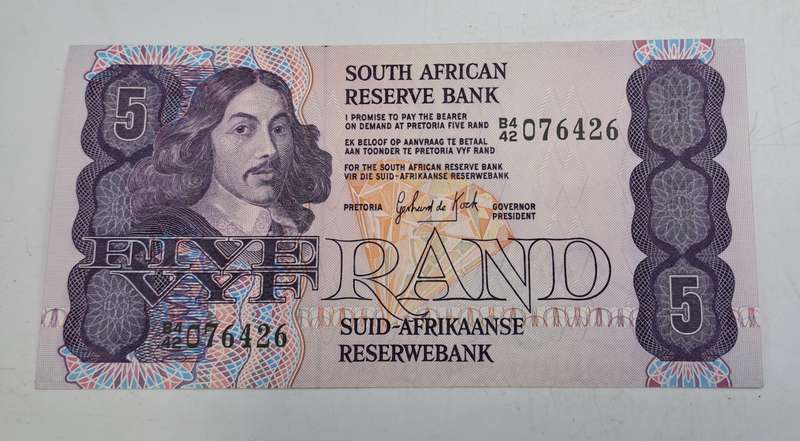 5
SOUTH AFRICAN
RESERVE BANK
I PROMISE TO PAY THE BEARER
ON DEMAND AT PRETORIA FIVE RAND
B4
42 076426
EK BELOOF OP AANVRAAG TE BETAAL
AAN TOONDER TE PRETORIA VYF RAND
FOR THE SOUTH AFRICAN RESERVE BANK
VIR DIE SUID-AFRIKAANSE RESERWEBANK
PRETORIA Gerhard de Kock GOVERNOR
PRESIDENT
FIVE
VYF RAND
5
B4
42 076426
SUID-AFRIKAANSE
RESERWEBANK